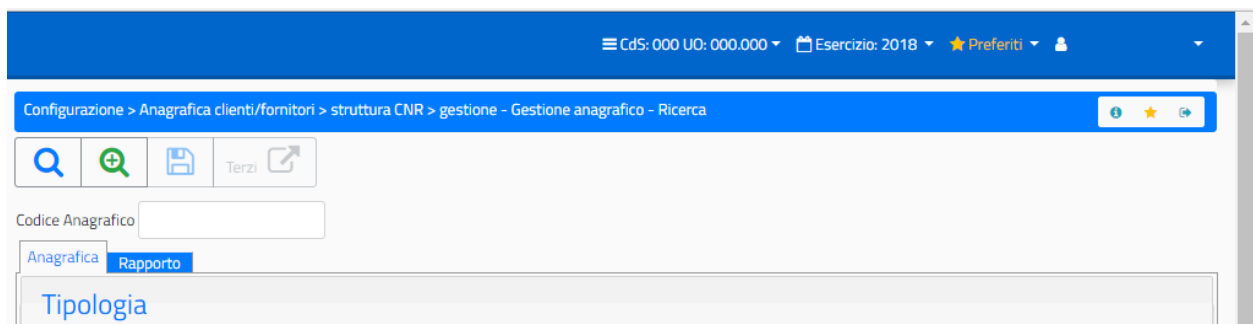 CdS: 000 UO: 000.000 Esercizio: 2018 Preferiti
Configurazione > Anagrafica clienti/fornitori > struttura CNR > gestione - Gestione anagrafico - Ricerca
Terzi
Codice Anagrafico
Anagrafica Rapporto
Tipologia